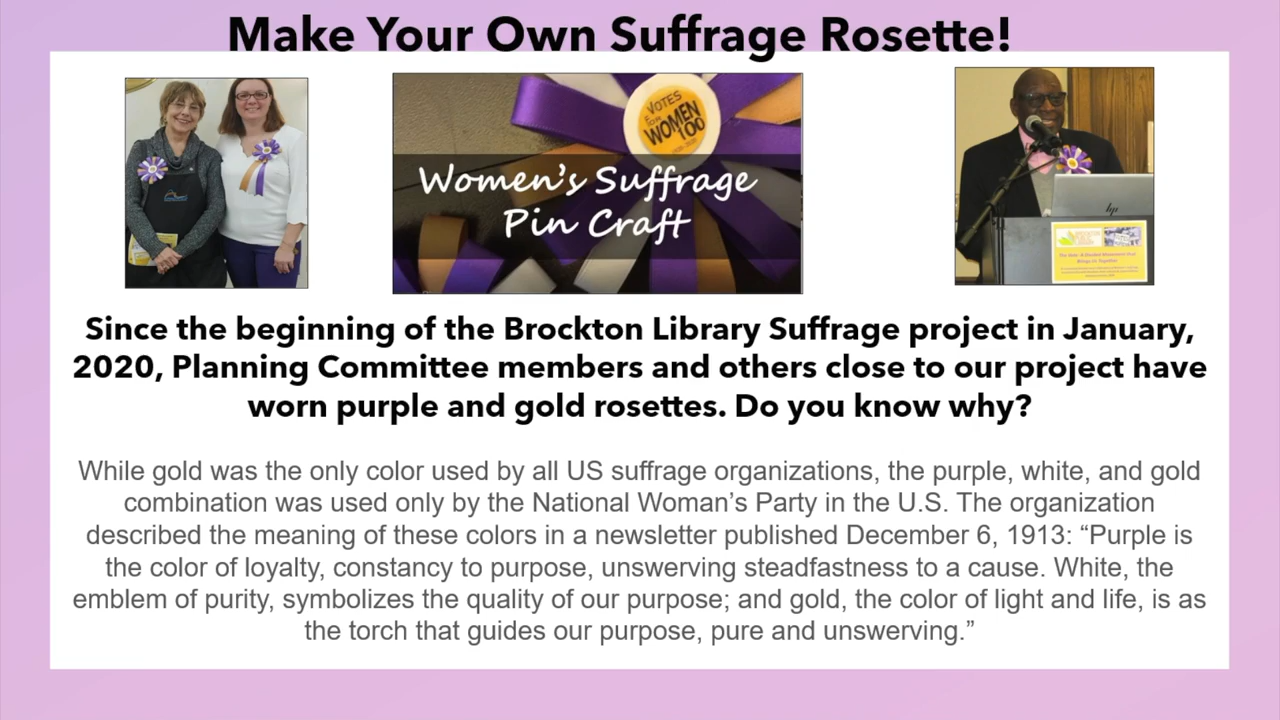 Make Your Own Suffrage Rosette!
VOTES
FOR
WOMEN
100
Women's Suffrage
Pin Craft
hp
Since the beginning of the Brockton Library Suffrage project in January,
2020, Planning Committee members and others close to our project have
worn purple and gold rosettes. Do you know why?
While gold was the only color used by all US suffrage organizations, the purple, white, and gold
combination was used only by the National Woman’s Party in the U.S. The organization
described the meaning of these colors in a newsletter published December 6, 1913: “Purple is
the color of loyalty, constancy to purpose, unswerving steadfastness to a cause. White, the
emblem of purity, symbolizes the quality of our purpose; and gold, the color of light and life, is as
the torch that guides our purpose, pure and unswerving.”